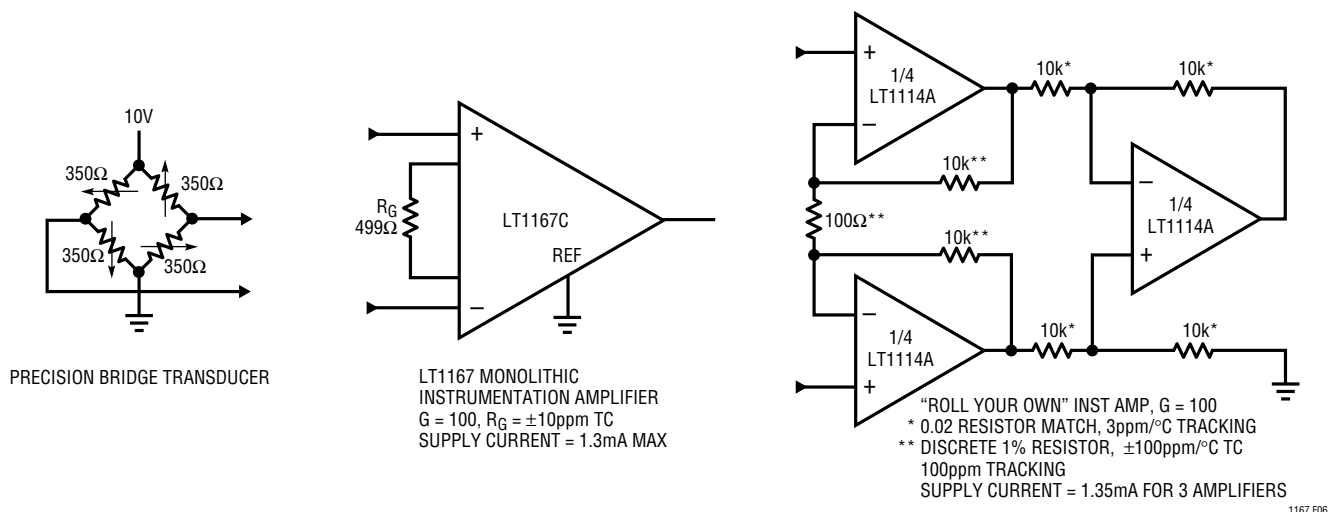 10V
350Ω
350Ω
350Ω
350Ω
PRECISION BRIDGE TRANSDUCER
+
RG
499Ω
LT1167C
REF
–
LT1167 MONOLITHIC
INSTRUMENTATION AMPLIFIER
G = 100, RG = ±10ppm TC
SUPPLY CURRENT = 1.3mA MAX
+
1/4
LT1114A
–
10k*
10k*
10k**
100Ω**
10k**
–
1/4
LT1114A
+
–
1/4
LT1114A
+
10k*
10k*
“ROLL YOUR OWN” INST AMP, G = 100
* 0.02 RESISTOR MATCH, 3ppm/°C TRACKING
** DISCRETE 1% RESISTOR, ±100ppm/°C TC
100ppm TRACKING
SUPPLY CURRENT = 1.35mA FOR 3 AMPLIFIERS
1167 F06